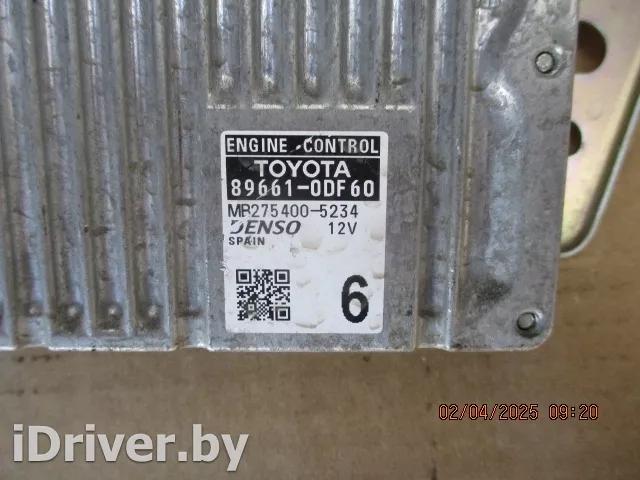 ENGINE CONTROL
TOYOTA
89661-0DF60
MB275400-5234
DENSO 12V
SPAIN
6
02/04/2025 09:20
iDriver.by